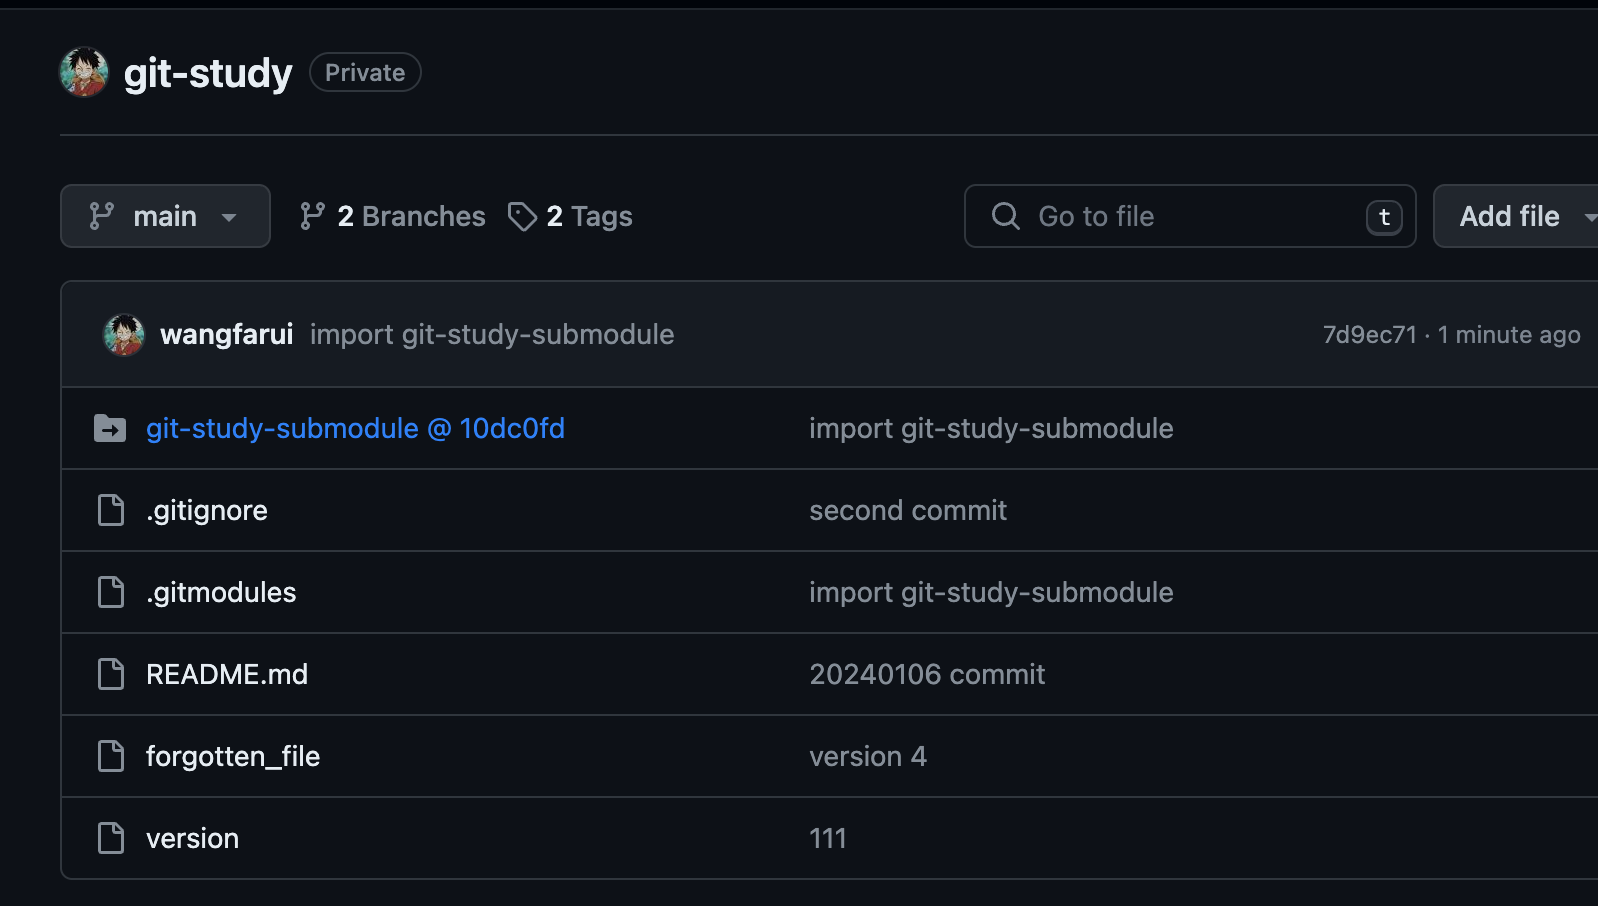 git-study Private
main 2 Branches 2 Tags Go to file t Add file
wangfarui import git-study-submodule 7d9ec71 · 1 minute ago
git-study-submodule @ 10dc0fd import git-study-submodule
.gitignore second commit
.gitmodules import git-study-submodule
README.md 20240106 commit
forgotten_file version 4
version 111